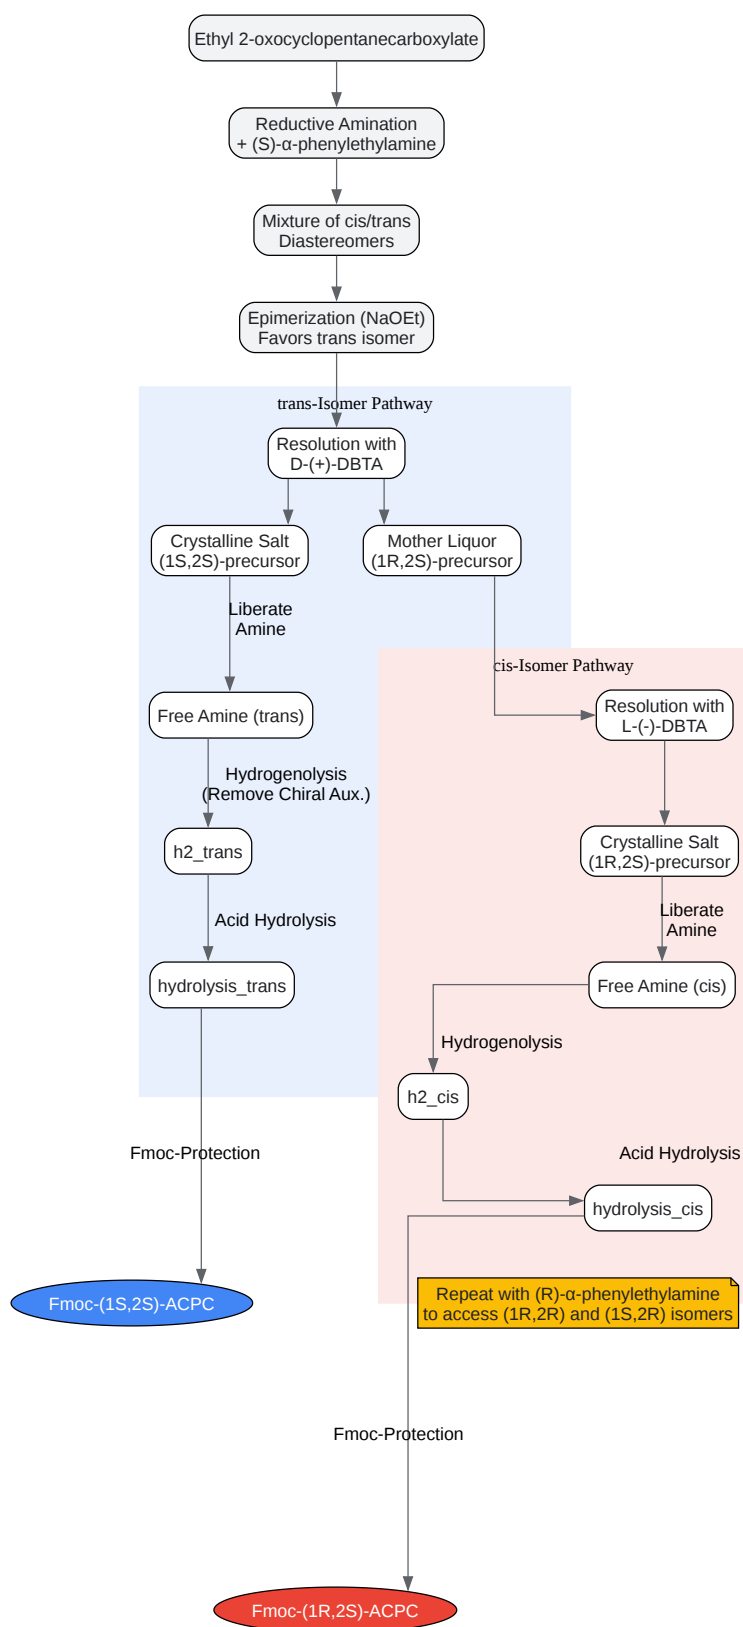 Ethyl 2-oxocyclopentanecarboxylate
Reductive Amination
+ (S)-α-phenylethylamine
Mixture of cis/trans
Diastereomers
Epimerization (NaOEt)
Favors trans isomer
trans-Isomer Pathway
Resolution with
D-(+)-DBTA
Crystalline Salt
(1S,2S)-precursor
Mother Liquor
(1R,2S)-precursor
Liberate
Amine
cis-Isomer Pathway
Free Amine (trans)
Resolution with
L-(-)-DBTA
Hydrogenolysis
(Remove Chiral Aux.)
h2_trans
Crystalline Salt
(1R,2S)-precursor
Acid Hydrolysis
Liberate
Amine
hydrolysis_trans
Free Amine (cis)
Hydrogenolysis
h2_cis
Fmoc-Protection
Acid Hydrolysis
hydrolysis_cis
Fmoc-(1S,2S)-ACPC
Repeat with (R)-α-phenylethylamine
to access (1R,2R) and (1S,2R) isomers
Fmoc-Protection
Fmoc-(1R,2S)-ACPC